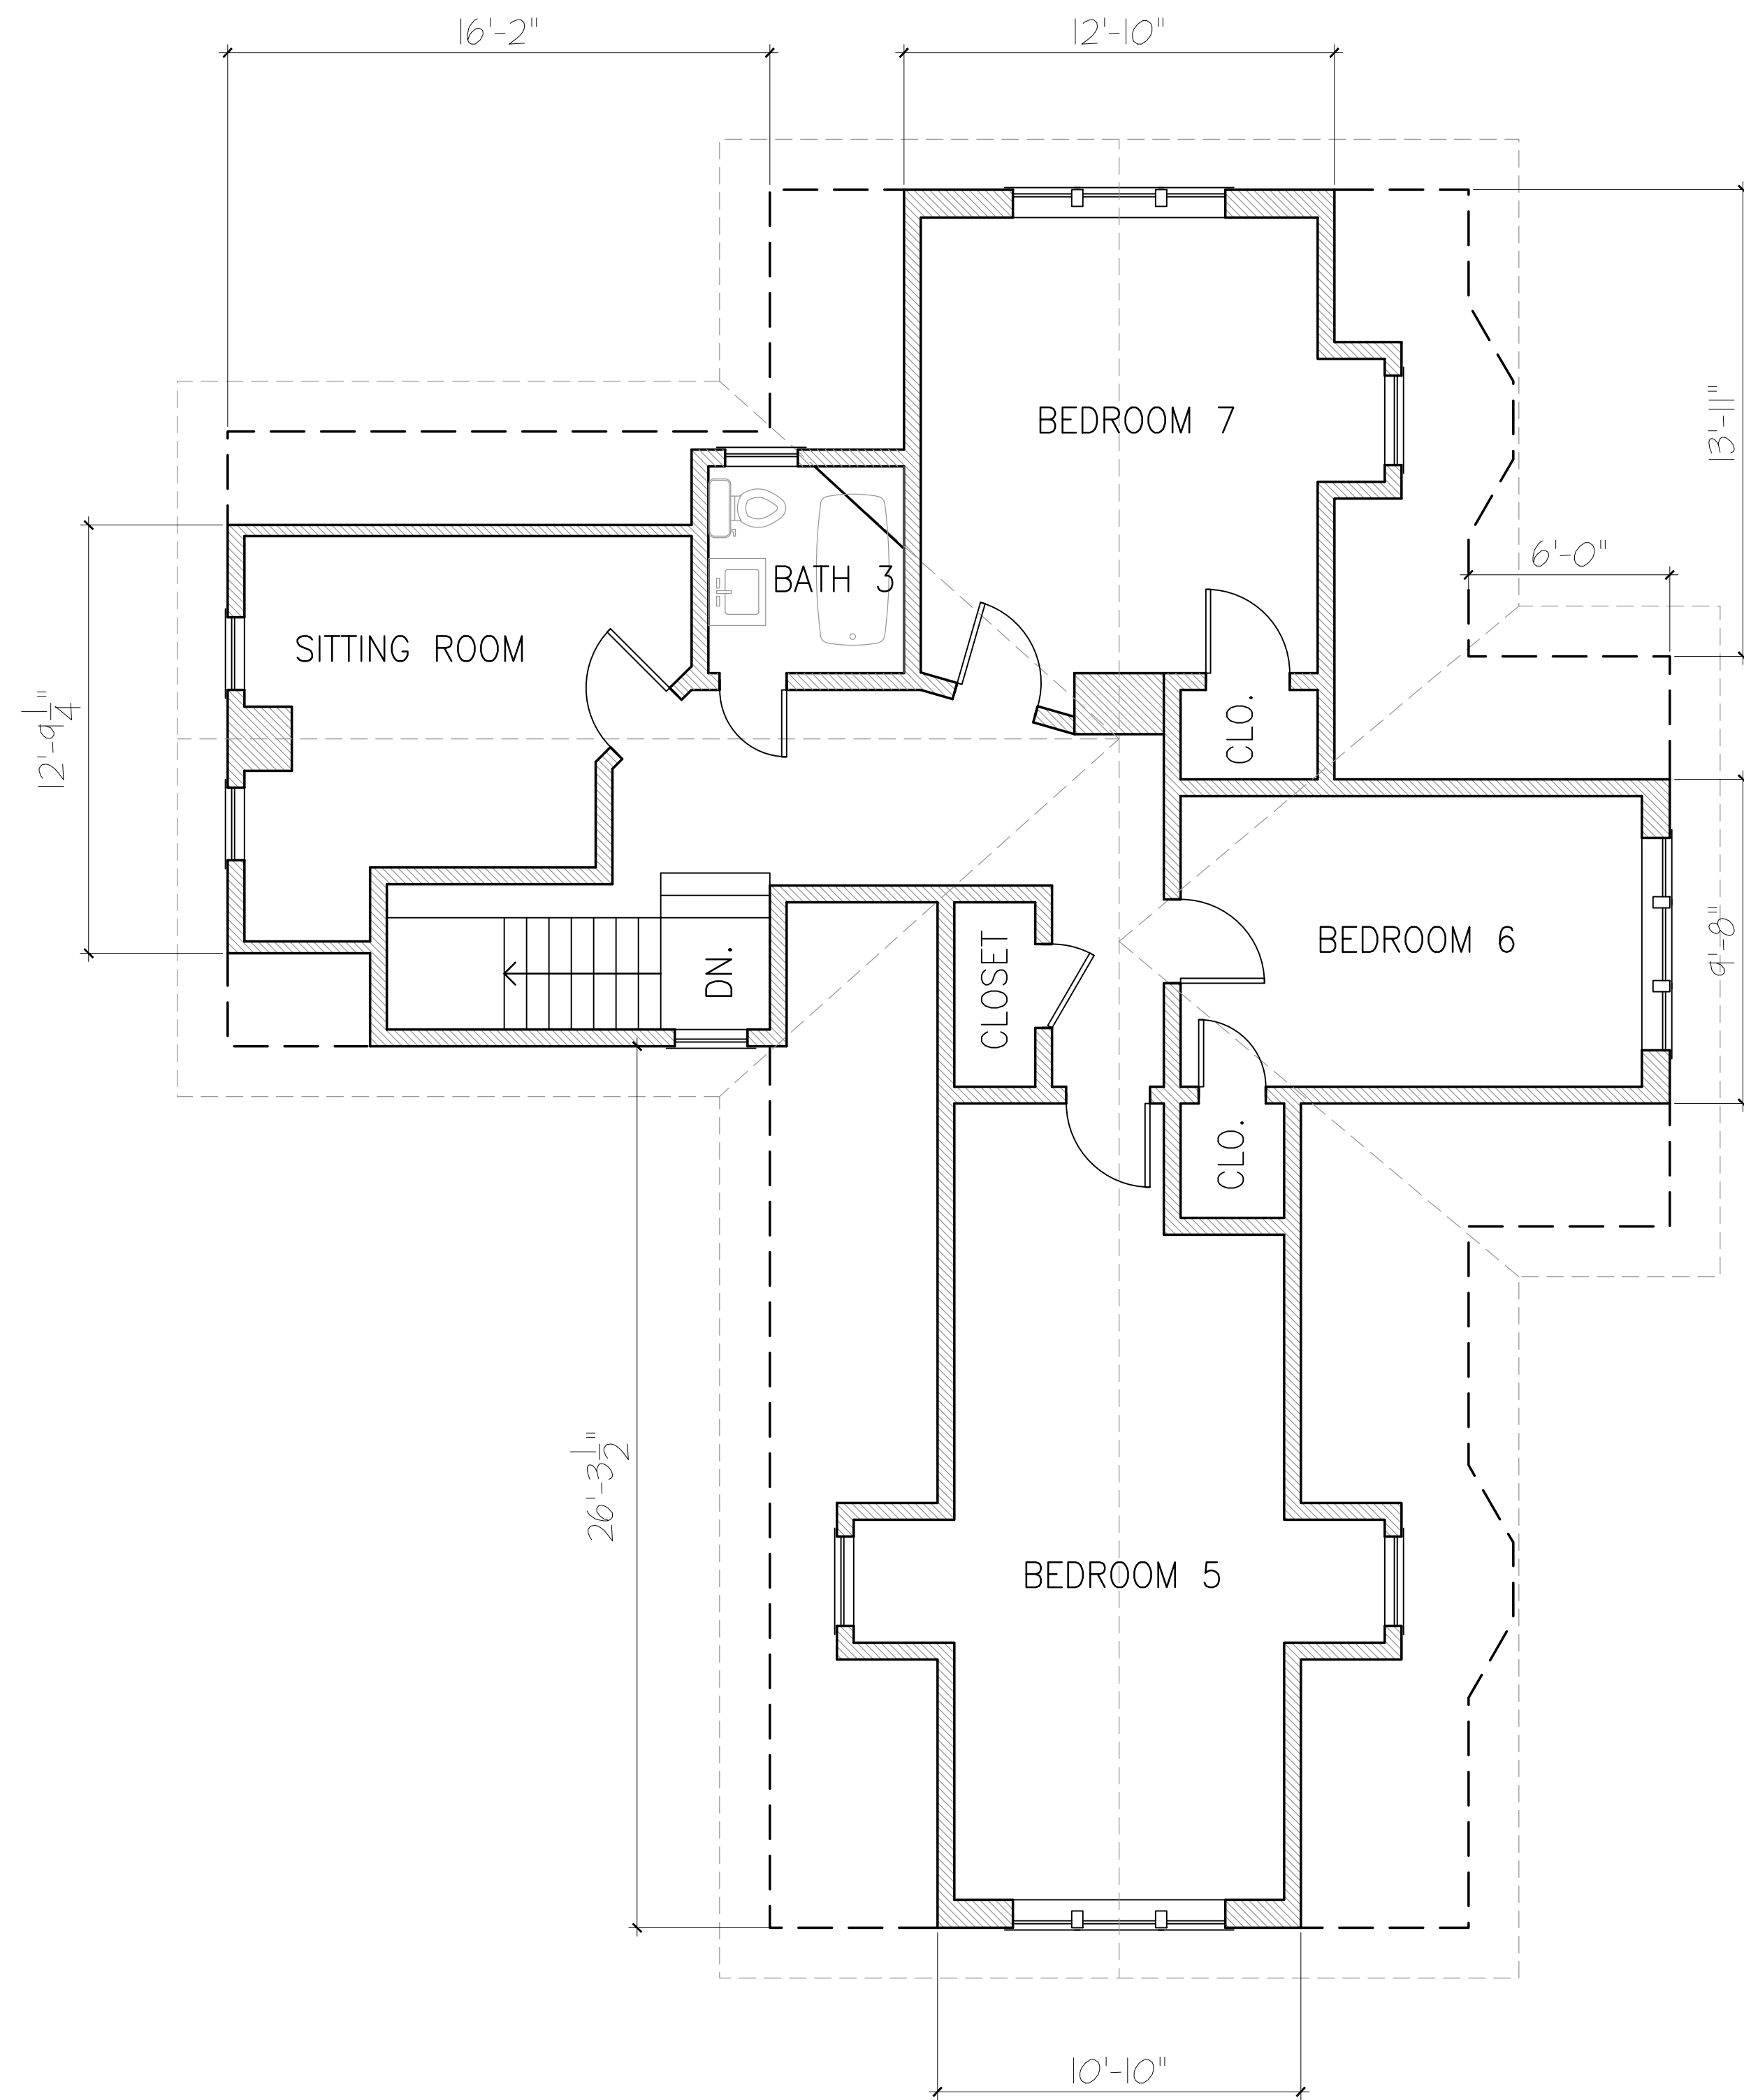 16'-2"
12'-10"
13'-11"
BEDROOM 7
6'-0"
BATH 3
SITTING ROOM
CLO.
12'-9 1/4"
BEDROOM 6
9'-8"
CLOSET
DN.
CLO.
26'-3 1/2"
BEDROOM 5
10'-10"